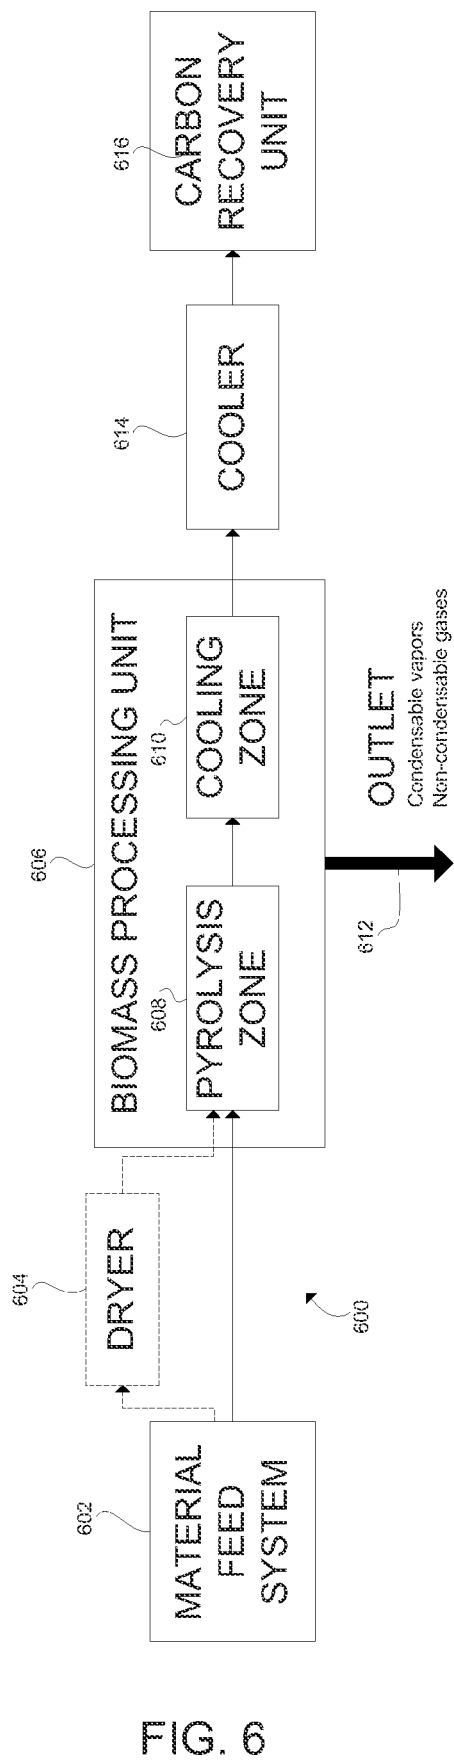 602
MATERIAL
FEED
SYSTEM
604
DRYER
600
606
BIOMASS PROCESSING UNIT
608
PYROLYSIS
ZONE
610
COOLING
ZONE
612
OUTLET
Condensable vapors
Non-condensable gases
614
COOLER
616
CARBON
RECOVERY
UNIT
FIG. 6